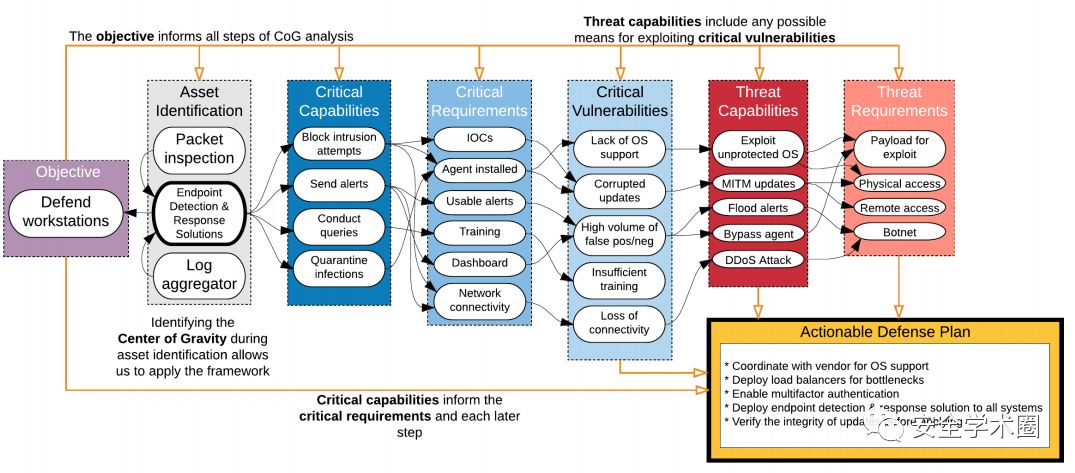 The objective informs all steps of CoG analysis
Threat capabilities include any possible
means for exploiting critical vulnerabilities
Objective
Defend
workstations
Asset
Identification
Packet
inspection
Endpoint
Detection &
Response
Solutions
Log
aggregator
Identifying the
Center of Gravity during
asset identification allows
us to apply the framework
Critical
Capabilities
Block intrusion
attempts
Send alerts
Conduct
queries
Quarantine
infections
Critical
Requirements
IOCs
Agent installed
Usable alerts
Training
Dashboard
Network
connectivity
Critical
Vulnerabilities
Lack of OS
support
Corrupted
updates
High volume of
false pos/neg
Insufficient
training
Loss of
connectivity
Threat
Capabilities
Exploit
unprotected OS
MITM updates
Flood alerts
Bypass agent
DDoS Attack
Threat
Requirements
Payload for
exploit
Physical access
Remote access
Botnet
Critical capabilities inform the
critical requirements and each later
step
Actionable Defense Plan
* Coordinate with vendor for OS support
* Deploy load balancers for bottlenecks
* Enable multifactor authentication
* Deploy endpoint detection & response solution to all systems
* Verify the integrity of
安全学术圈